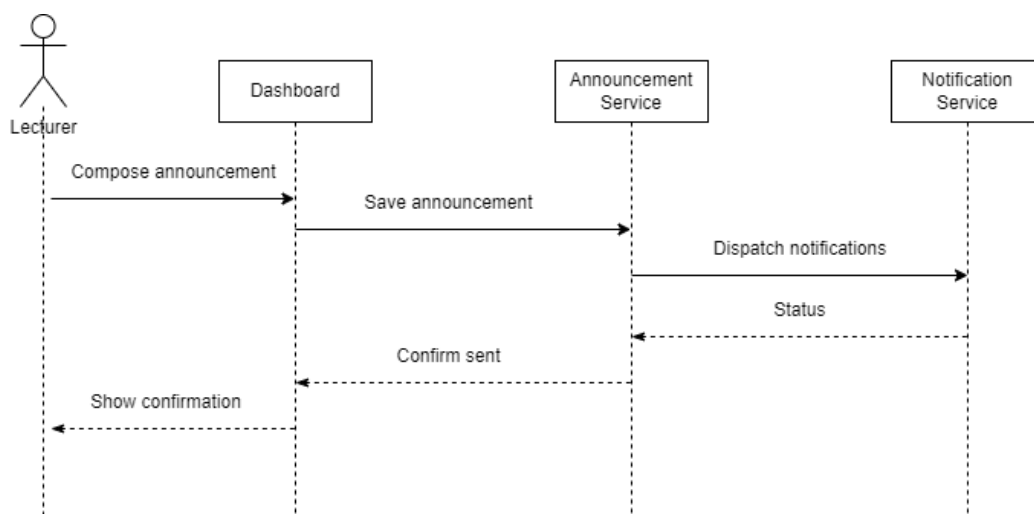 Lecturer
Dashboard
Announcement
Service
Notification
Service
Compose announcement
Save announcement
Dispatch notifications
Status
Confirm sent
Show confirmation